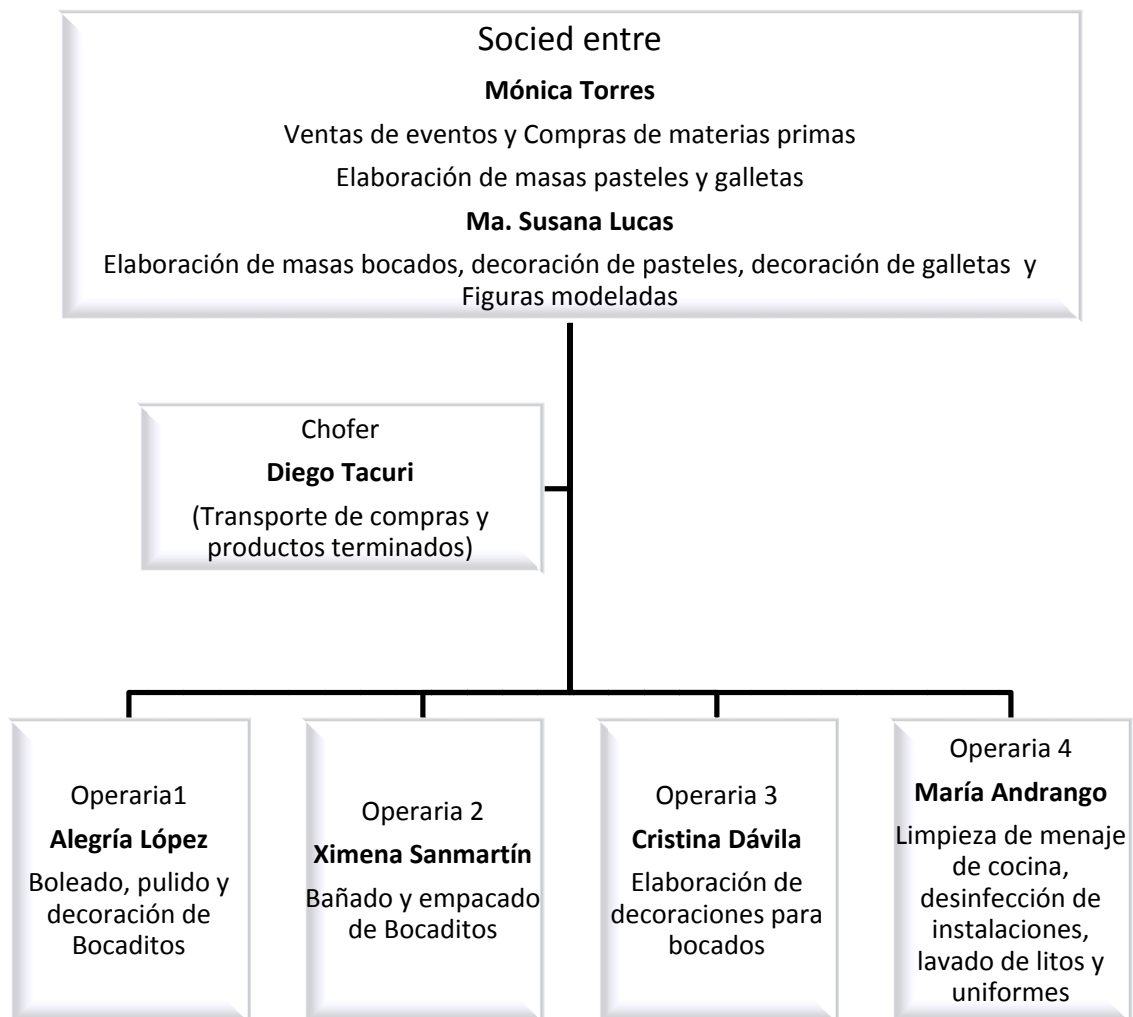 Socied entre
Mónica Torres
Ventas de eventos y Compras de materias primas
Elaboración de masas pasteles y galletas
Ma. Susana Lucas
Elaboración de masas bocados, decoración de pasteles, decoración de galletas y
Figuras modeladas
Chofer
Diego Tacuri
(Transporte de compras y
productos terminados)
Operaria1
Alegría López
Boleado, pulido y
decoración de
Bocaditos
Operaria 2
Ximena Sanmartín
Bañado y empacado
de Bocaditos
Operaria 3
Cristina Dávila
Elaboración de
decoraciones para
bocados
Operaria 4
María Andrango
Limpieza de menaje
de cocina,
desinfección de
instalaciones,
lavado de litos y
uniformes